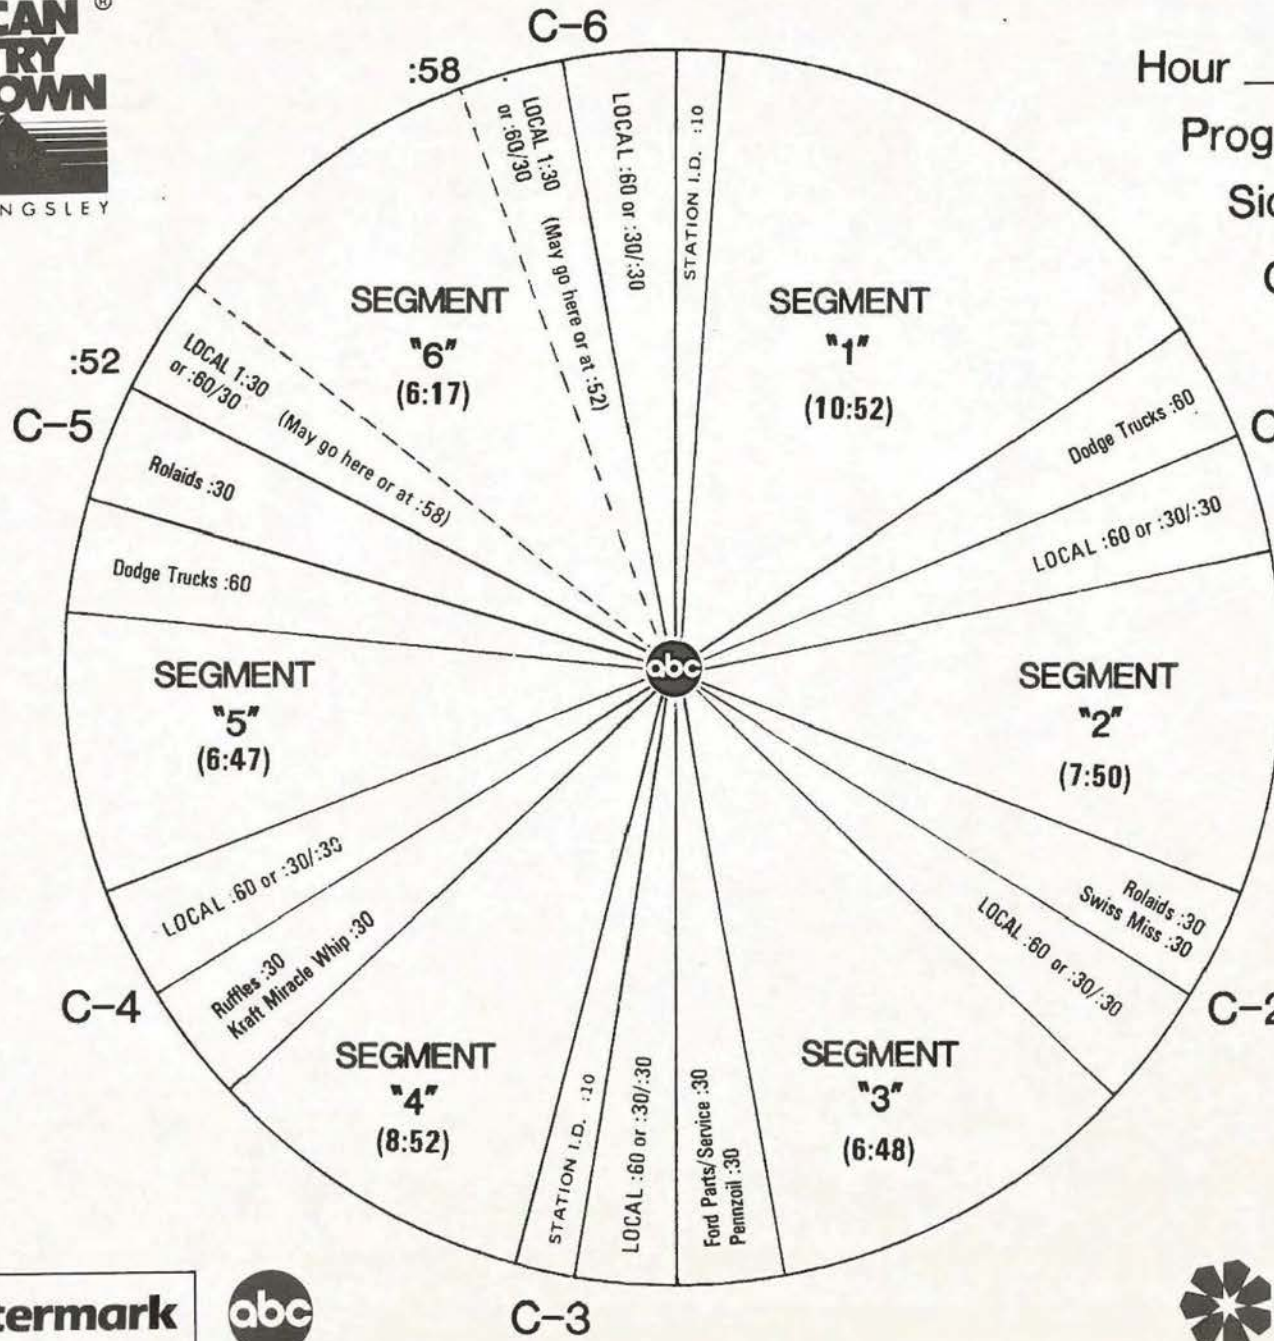 CAN ®
TRY
OWN
NGSLEY
C-6
:58
Hour
Prog
:52
C-5
SEGMENT
"6"
(6:17)
LOCAL 1:30
or :60/30 (May go here or at :52)
LOCAL :60 or :30/:30
STATION I.D. :10
SEGMENT
"1"
(10:52)
Dodge Trucks :60
LOCAL :60 or :30/:30
LOCAL 1:30
or :60/30 (May go here or at :58)
Rolaids :30
Dodge Trucks :60
abc
SEGMENT
"5"
(6:47)
SEGMENT
"2"
(7:50)
LOCAL :60 or :30/:30
Ruffles :30
Kraft Miracle Whip :30
C-4
Rolaids :30
Swiss Miss :30
LOCAL :60 or :30/:30
C-2
SEGMENT
"4"
(8:52)
STATION I.D. :10
LOCAL :60 or :30/:30
Ford Parts/Service :30
Pennzoil :30
SEGMENT
"3"
(6:48)
C-3
termark
abc